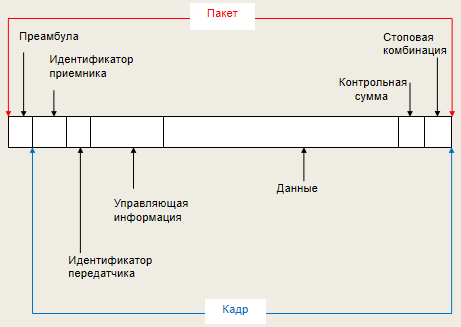 Пакет
Преамбула
Стоповая
комбинация
Идентификатор
приемника
Контрольная
сумма
Данные
Управляющая
информация
Идентификатор
передатчика
Кадр